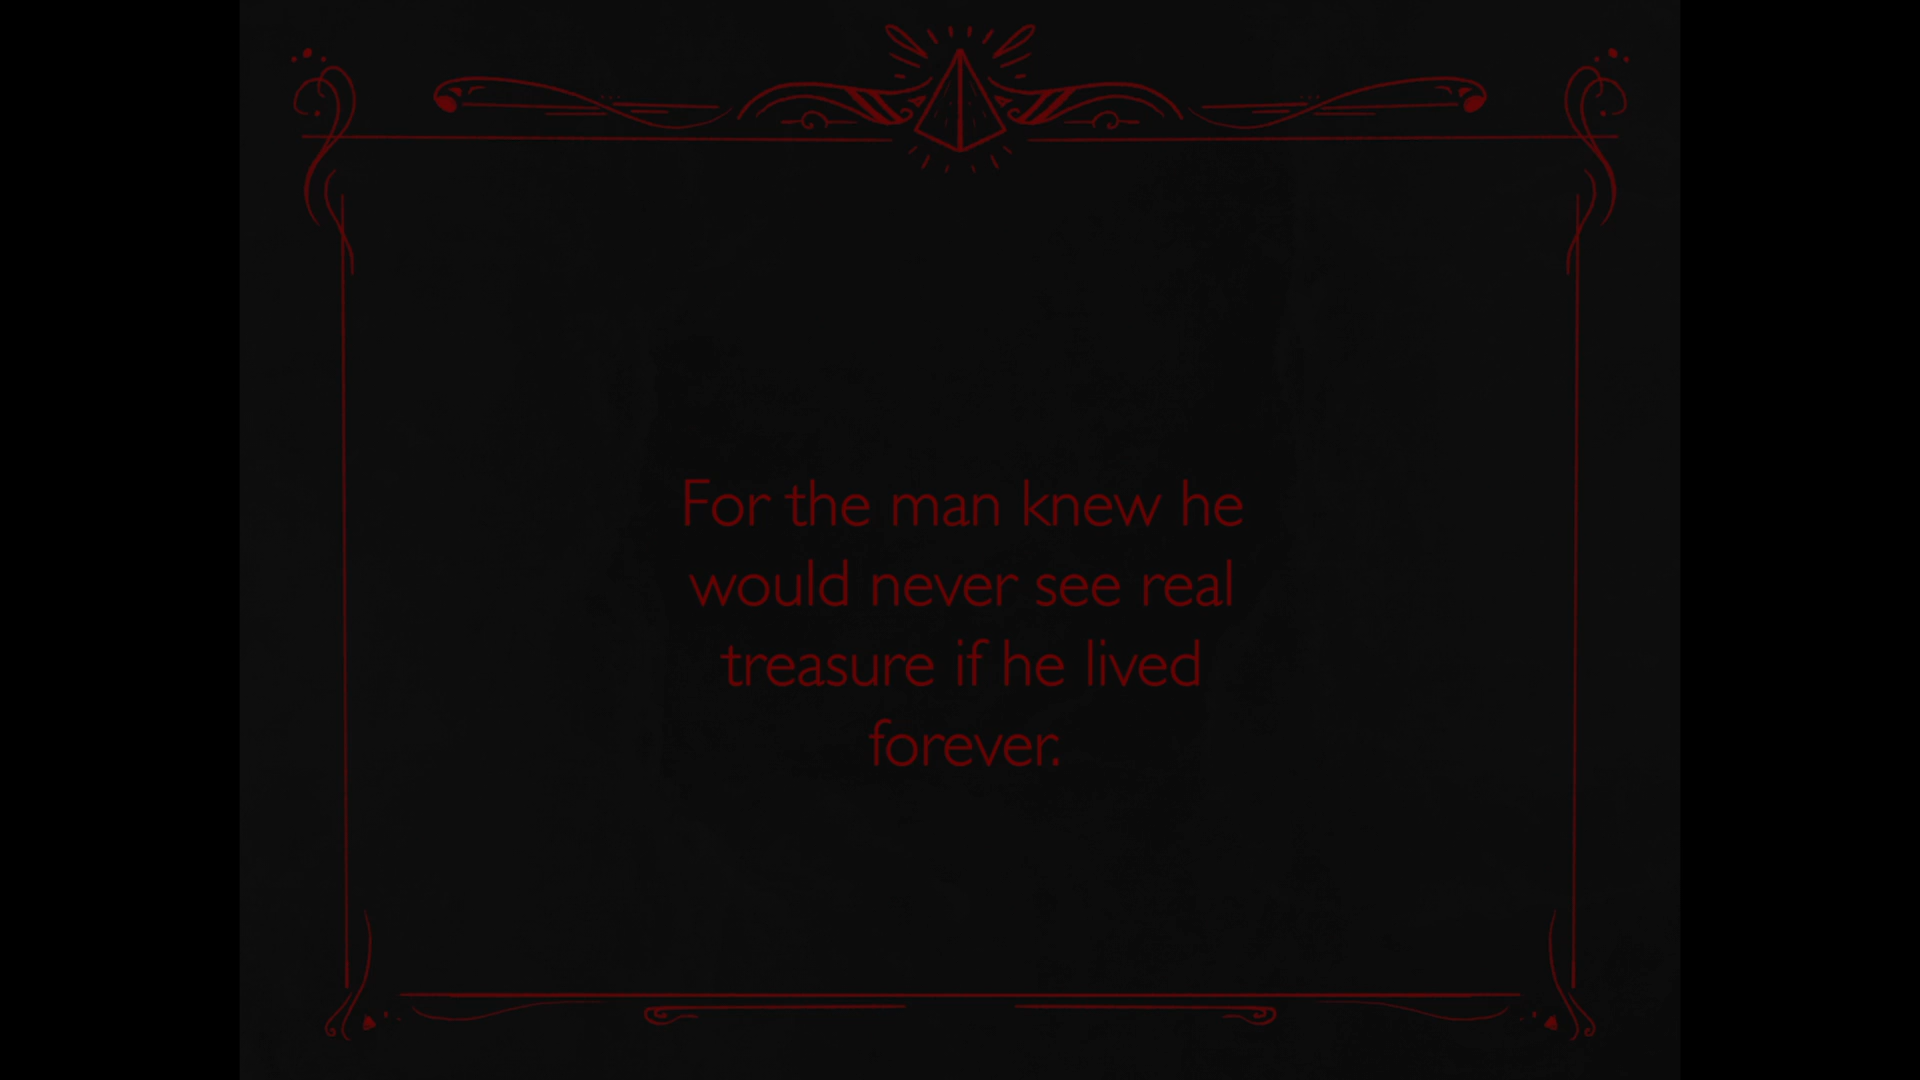 For the man knew he
would never see real
treasure if he lived
forever.